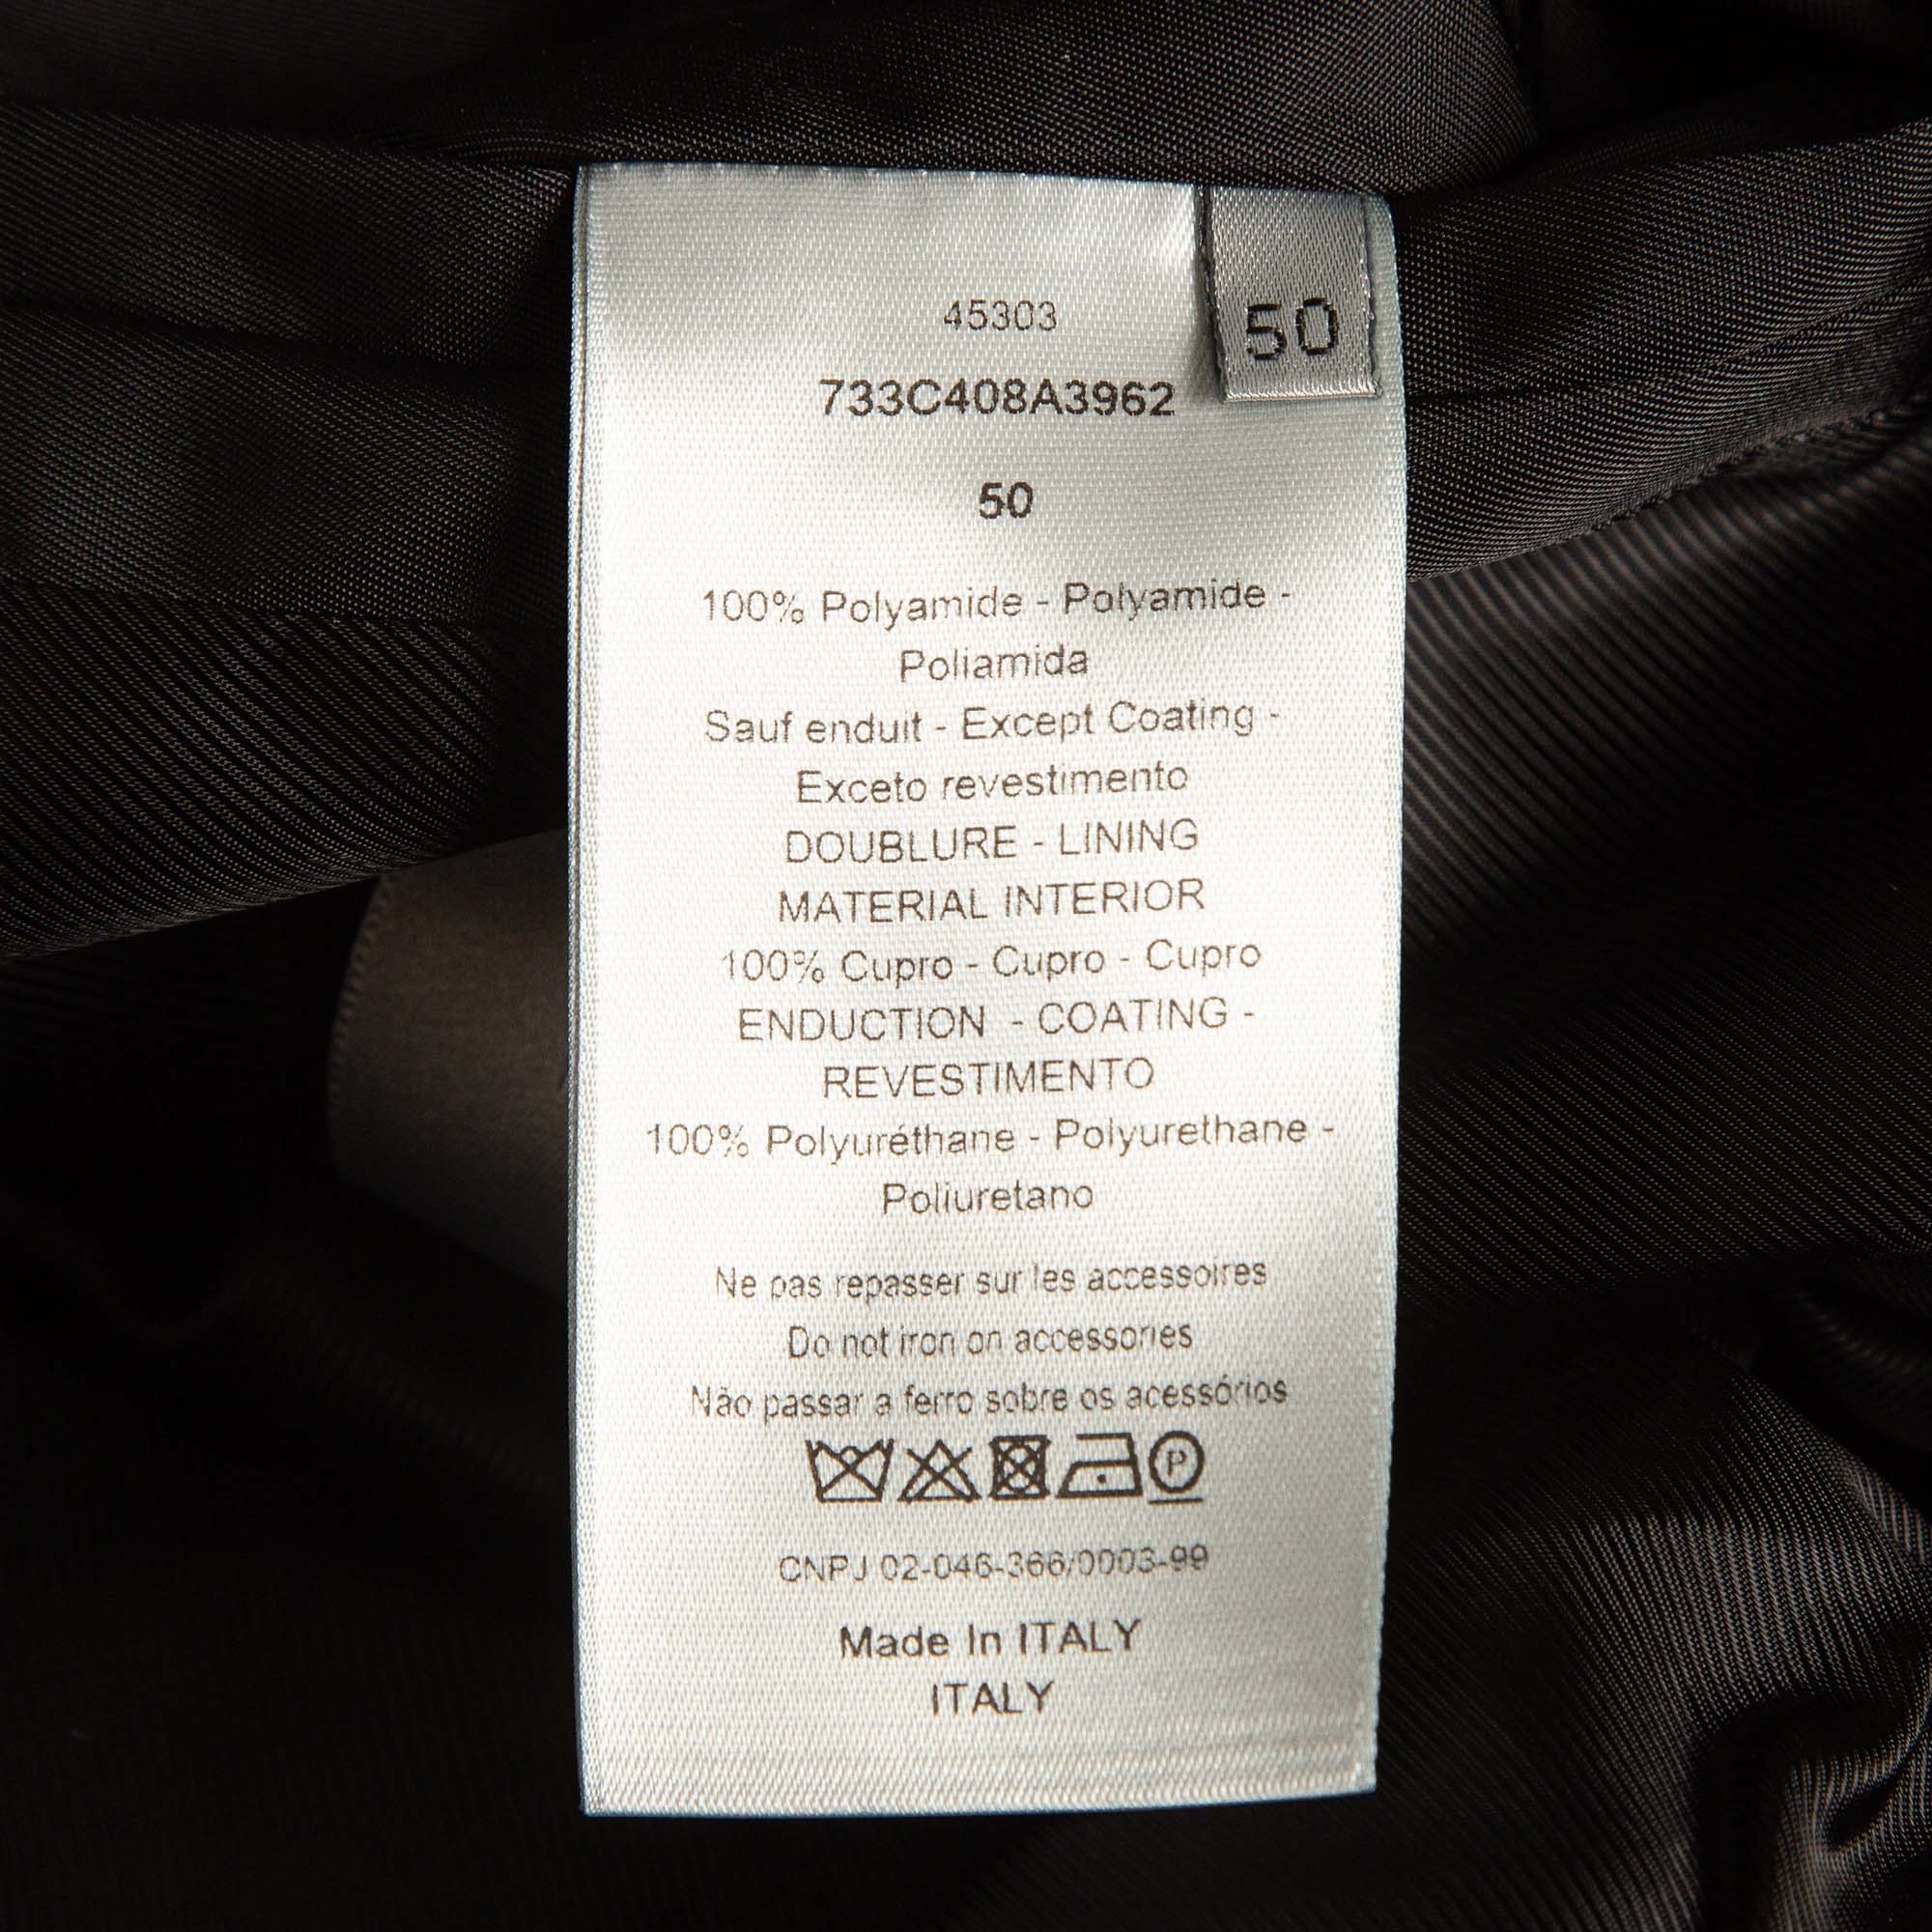 45303
50
733C408A3962
50
100% Polyamide - Polyamide -
Poliamida
Sauf enduit - Except Coating -
Exceto revestimento
DOUBLURE - LINING
MATERIAL INTERIOR
100% Cupro - Cupro - Cupro
ENDUCTION - COATING -
REVESTIMENTO
100% Polyuréthane - Polyurethane -
Poliuretano
Ne pas repasser sur les accessoires
Do not iron on accessories
Não passar a ferro sobre os acessórios
P
CNPJ 02-046-366/0003-99
Made In ITALY
ITALY